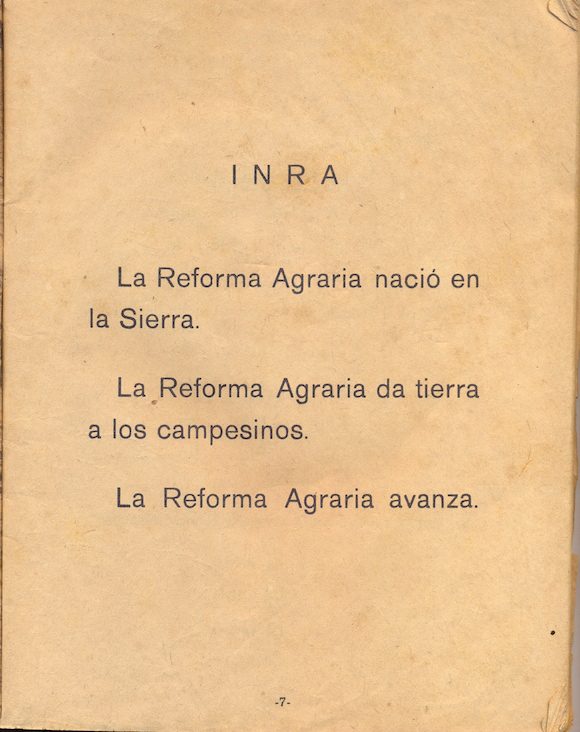 I N R A
La Reforma Agraria nació en
la Sierra.
La Reforma Agraria da tierra
a los campesinos.
La Reforma Agraria avanza.
-7-